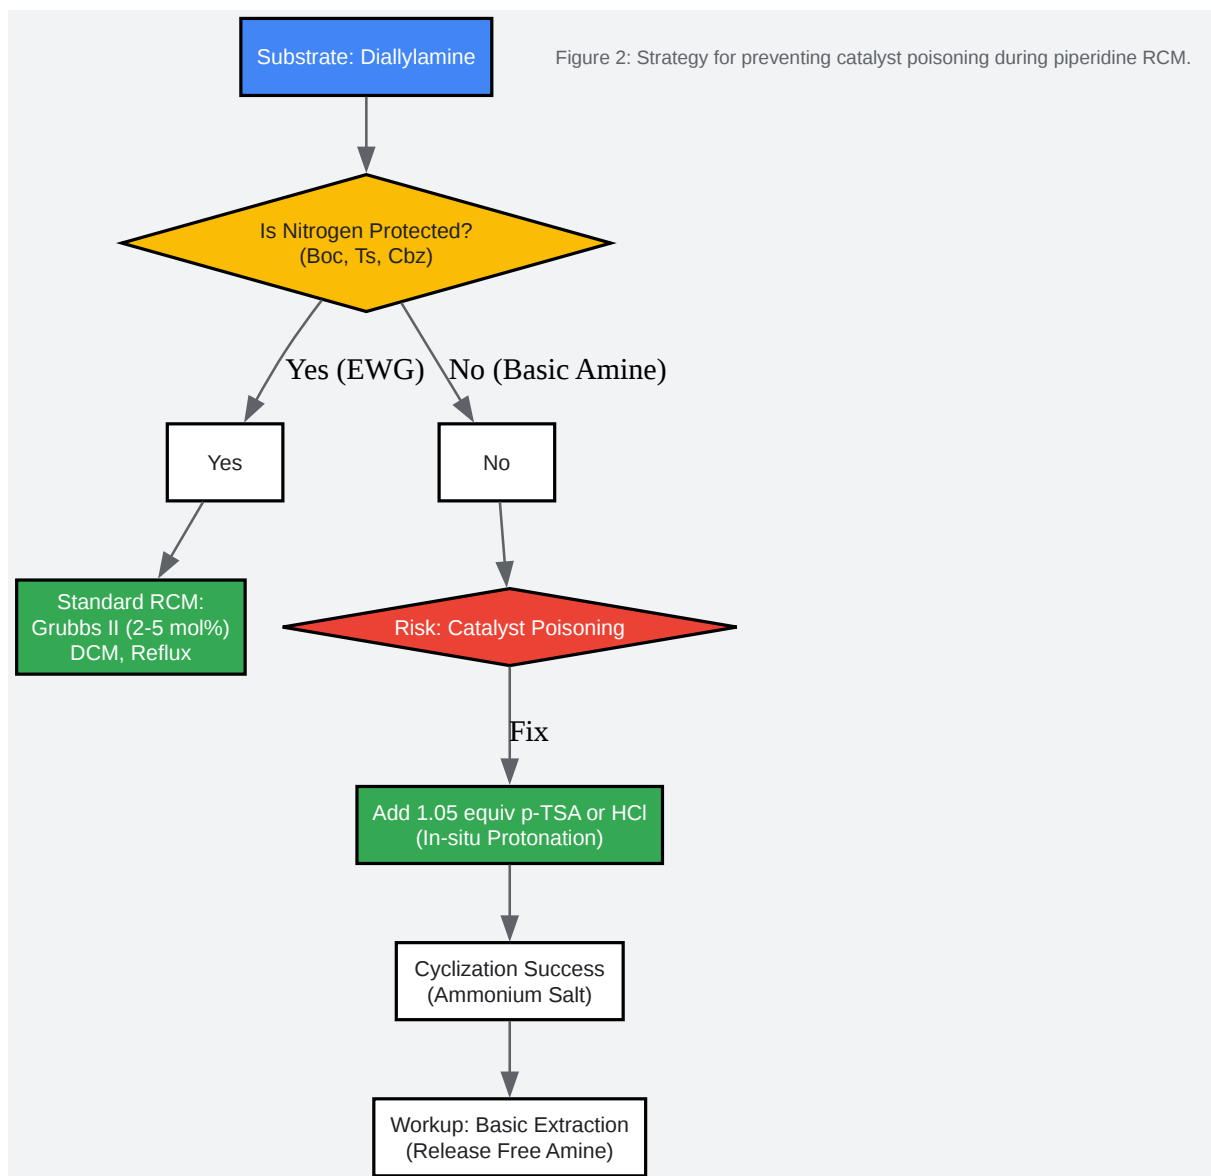 Substrate: Diallylamine
Figure 2: Strategy for preventing catalyst poisoning during piperidine RCM.
Is Nitrogen Protected?
(Boc, Ts, Cbz)
Yes (EWG)
No (Basic Amine)
Yes
No
Standard RCM:
Grubbs II (2-5 mol%)
DCM, Reflux
Risk: Catalyst Poisoning
Fix
Add 1.05 equiv p-TSA or HCl
(In-situ Protonation)
Cyclization Success
(Ammonium Salt)
Workup: Basic Extraction
(Release Free Amine)